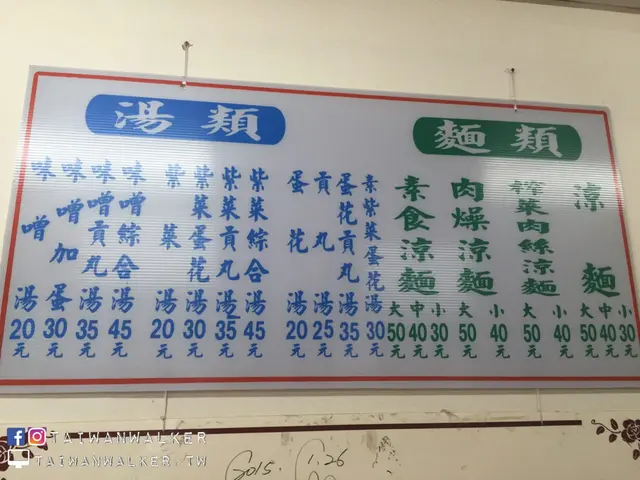 湯類
味噌湯20元
味噌加蛋30元
味噌貢丸湯35元
味噌綜合湯45元
紫菜湯20元
紫菜蛋花湯30元
紫菜貢丸湯35元
紫菜綜合湯45元
蛋花湯20元
貢丸湯25元
蛋花貢丸湯35元
素紫菜蛋花湯30元
麵類
素食涼麵
大50元 中40元 小30元
肉燥涼麵
大50元 小40元
榨菜肉絲涼麵
大50元 小40元
涼麵
大50元 中40元 小30元
TAIWANWALKER
TAIWANWALKER.TW
2015. 1.26